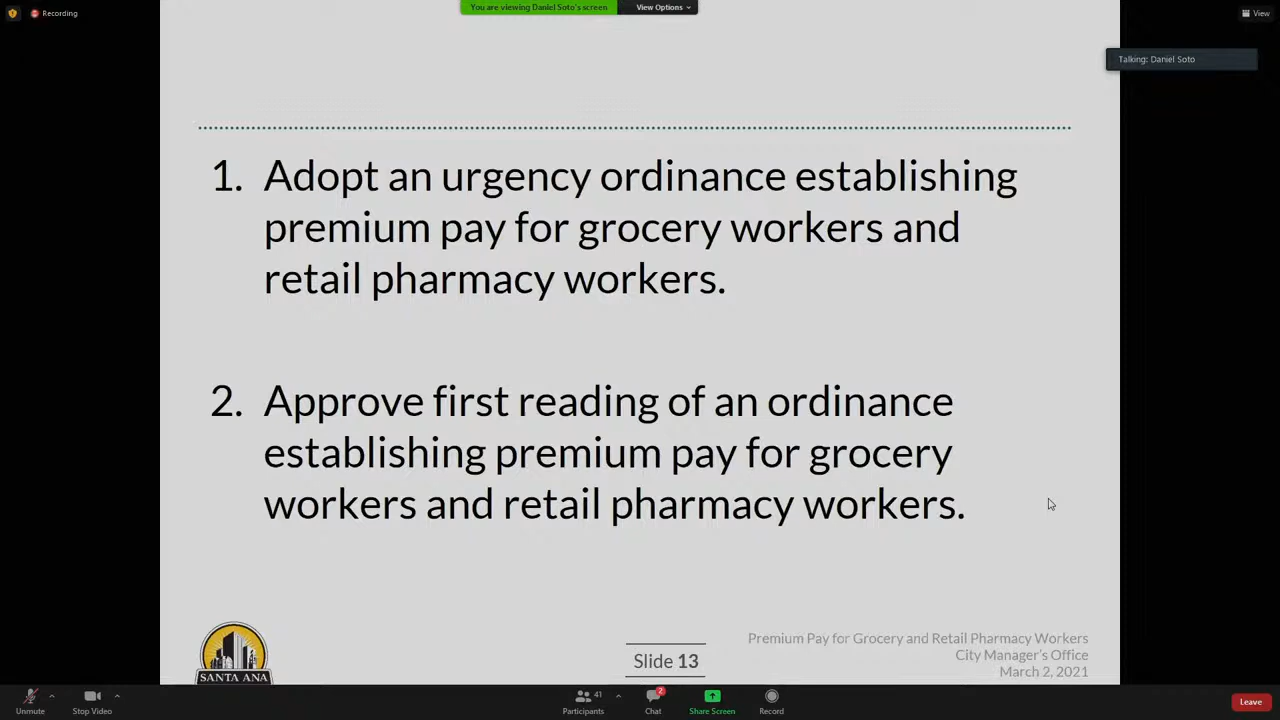 Recording
You are viewing Daniel Soto's screen
View Options
View
Talking: Daniel Soto
1. Adopt an urgency ordinance establishing
premium pay for grocery workers and
retail pharmacy workers.
2. Approve first reading of an ordinance
establishing premium pay for grocery
workers and retail pharmacy workers.
SANTA ANA
Slide 13
Premium Pay for Grocery and Retail Pharmacy Workers
City Manager's Office
March 2, 2021
Unmute
Stop Video
Participants
41
Chat
2
Share Screen
Record
Leave